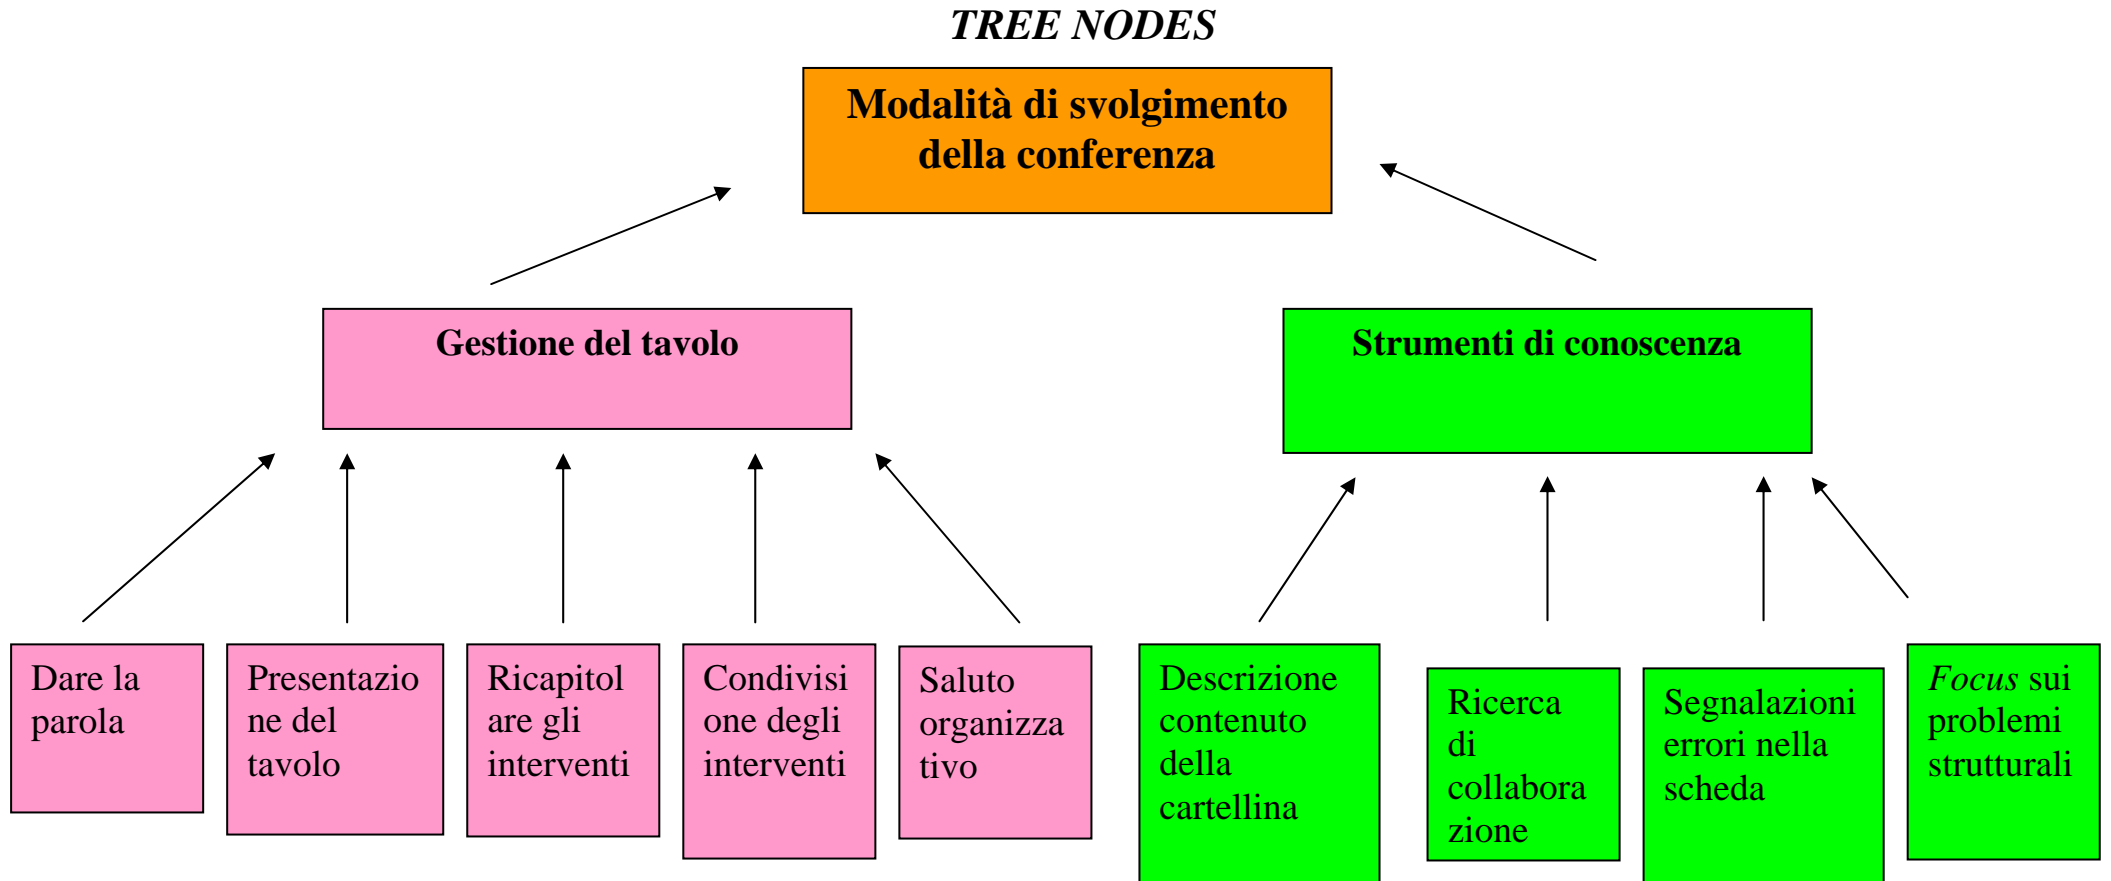 TREE NODES
Modalità di svolgimento
della conferenza
Gestione del tavolo
Strumenti di conoscenza
Dare la
parola
Presentazio
ne del
tavolo
Ricapitol
are gli
interventi
Condivisi
one degli
interventi
Saluto
organizza
tivo
Descrizione
contenuto
della
cartellina
Ricerca
di
collabora
zione
Segnalazioni
errori nella
scheda
Focus sui
problemi
strutturali